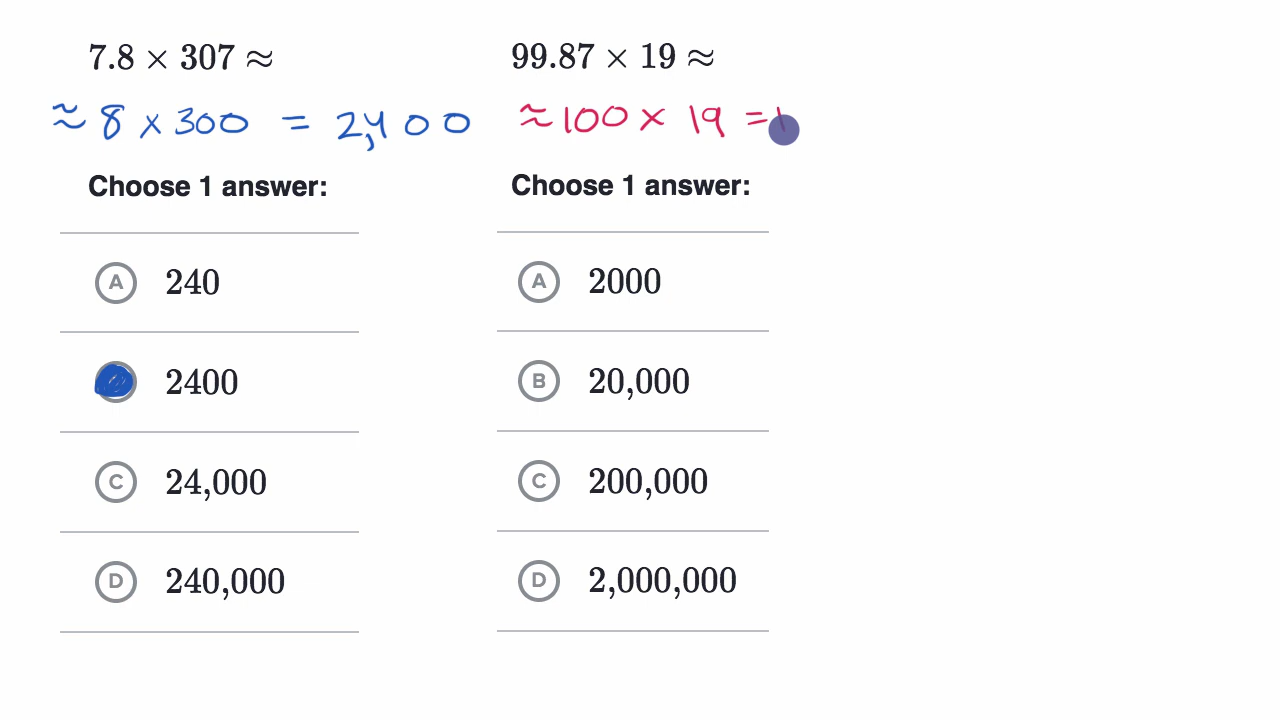 7.8 × 307 ≈
≈ 8 × 300 = 2,400
Choose 1 answer:
A 240
2400
C 24,000
D 240,000
99.87 × 19 ≈
≈ 100 × 19 = 1
Choose 1 answer:
A 2000
B 20,000
C 200,000
D 2,000,000